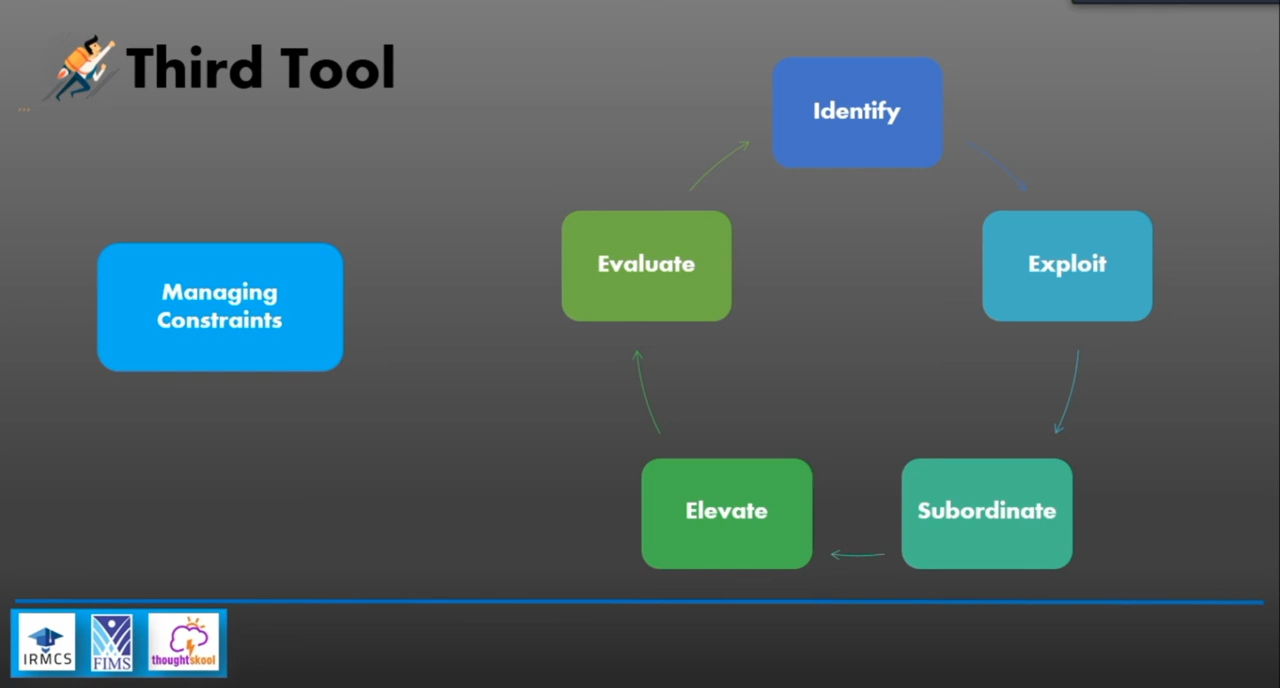 Third Tool
Identify
Evaluate
Exploit
Managing
Constraints
Elevate
Subordinate
IRMCS
FIMS
thoughtskool